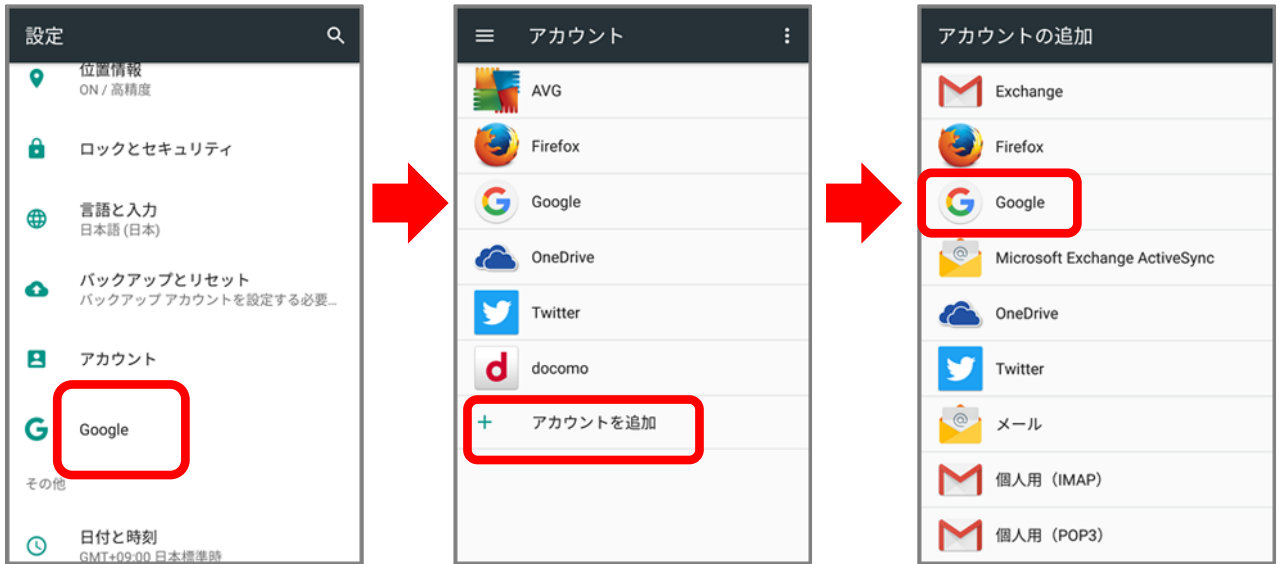 設定
位置情報
ON / 高精度
ロックとセキュリティ
言語と入力
日本語 (日本)
バックアップとリセット
バックアップ アカウントを設定する必要...
アカウント
Google
その他
日付と時刻
GMT+09:00 日本標準時
アカウント
AVG
Firefox
Google
OneDrive
Twitter
docomo
アカウントを追加
アカウントの追加
Exchange
Firefox
Google
Microsoft Exchange ActiveSync
OneDrive
Twitter
メール
個人用（IMAP）
個人用（POP3）